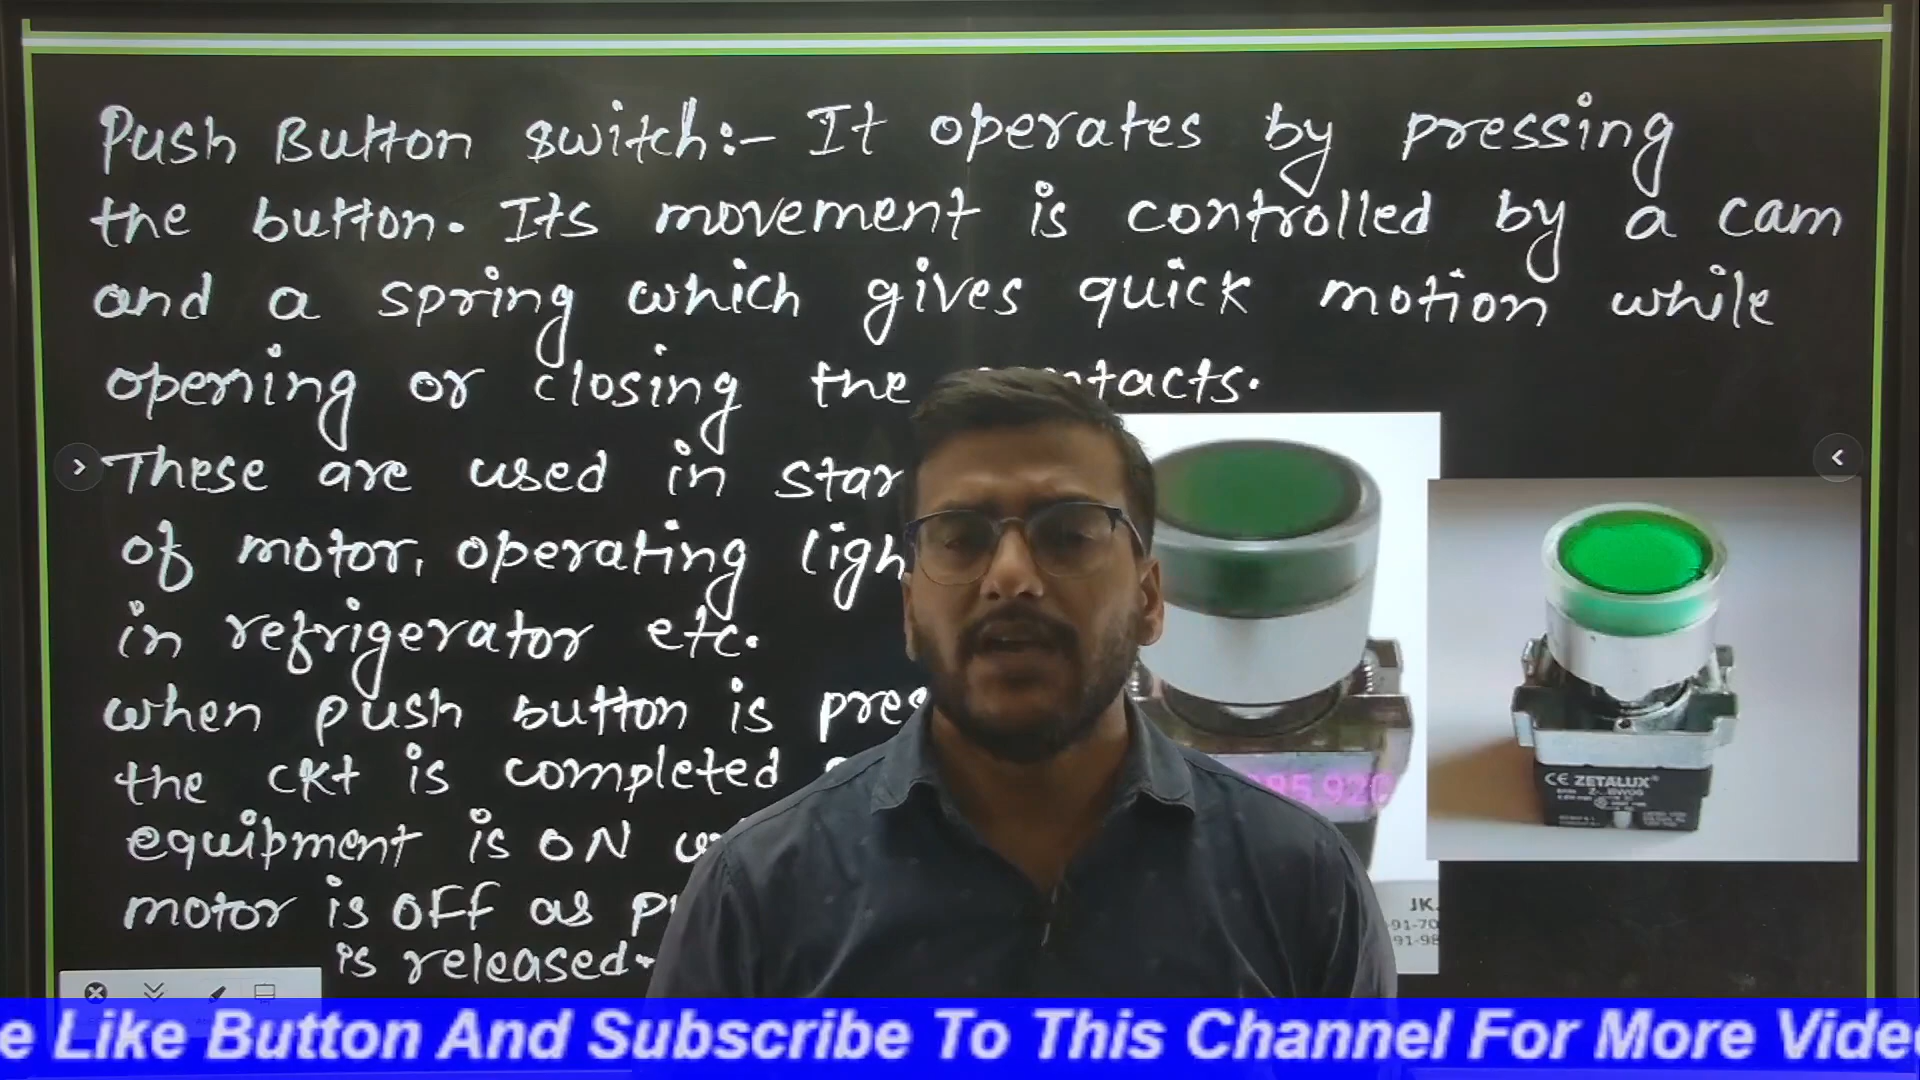 Push Button switch:- It operates by pressing
the button. Its movement is controlled by a cam
and a spring which gives quick motion while
opening or closing the
These are used in
of motor, operating
in refrigerator etc.
when push button is
the ckt is completed
equipment is ON
motor is OFF as
is released.
CE ZETALUX®
Like Button And Subscribe To This Channel For More